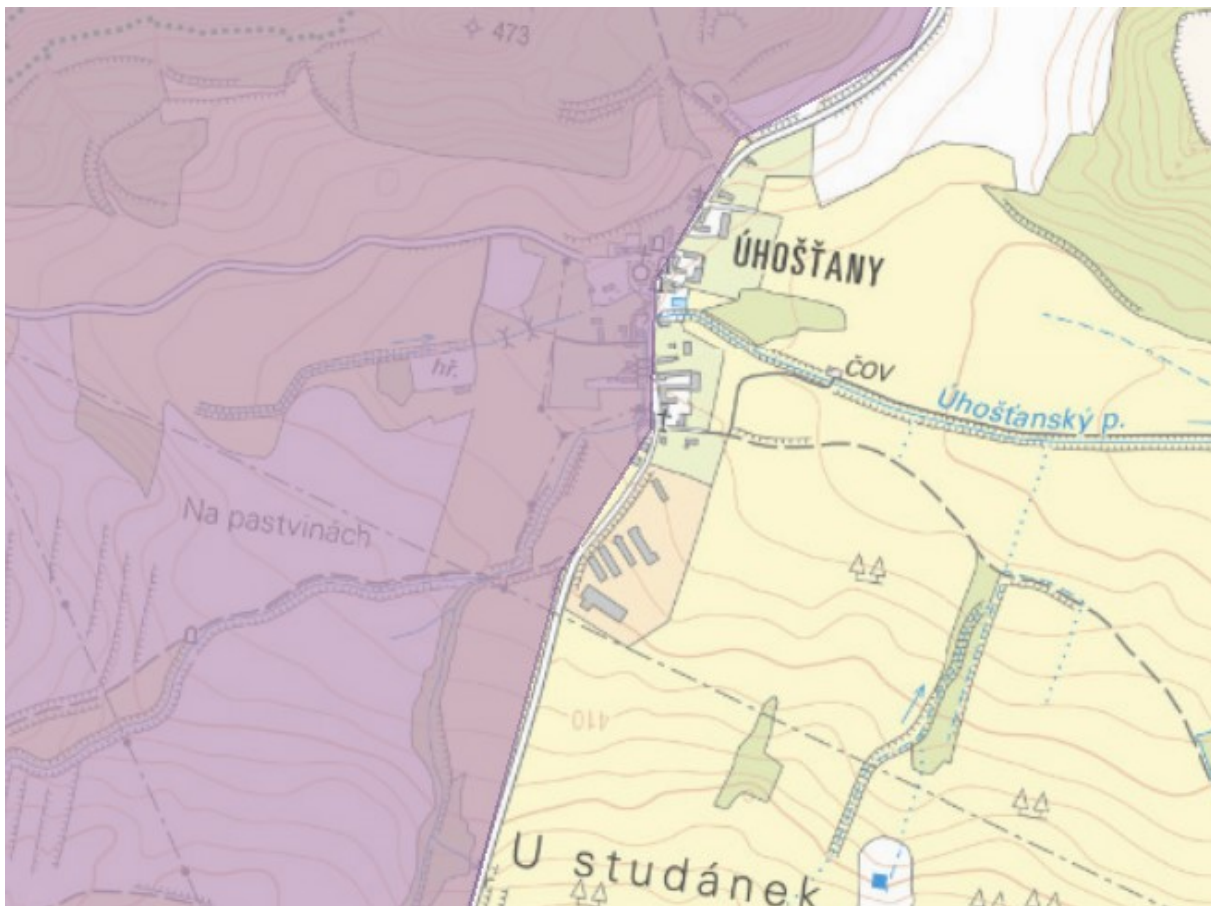 473
ÚHOŠŤANY
hř.
ČOV
Úhošťanský p.
Na pastvinách
410
U studánek